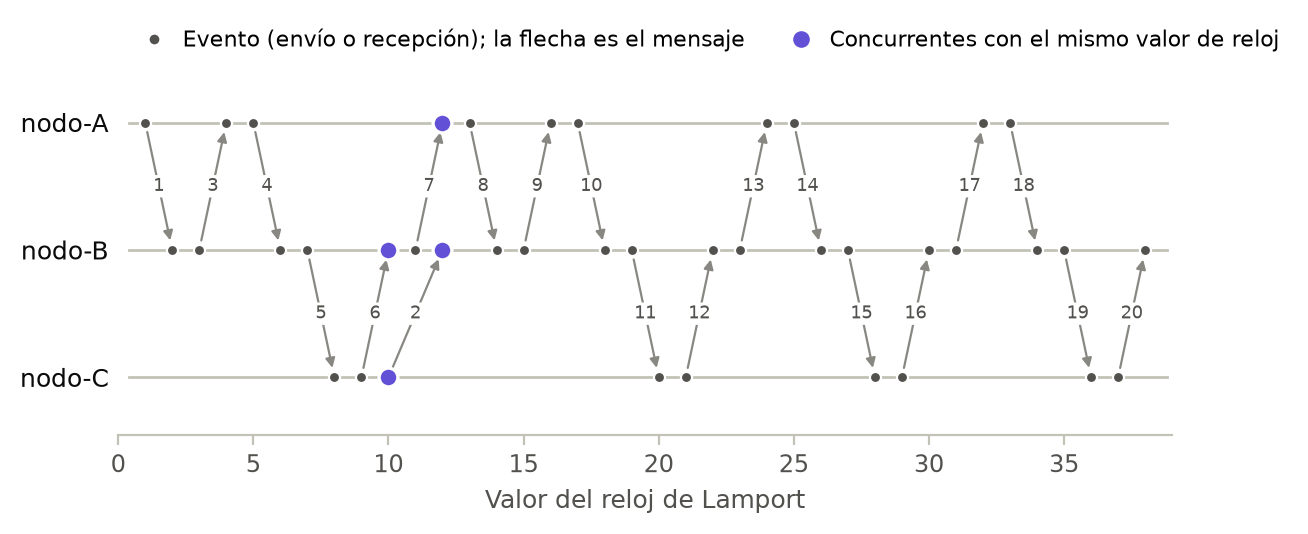 Evento (envío o recepción); la flecha es el mensaje
Concurrentes con el mismo valor de reloj
nodo-A
1 3 4 7 8 9 10 13 14 17 18
nodo-B
5 6 2 11 12 15 16 19 20
nodo-C
0 5 10 15 20 25 30 35
Valor del reloj de Lamport